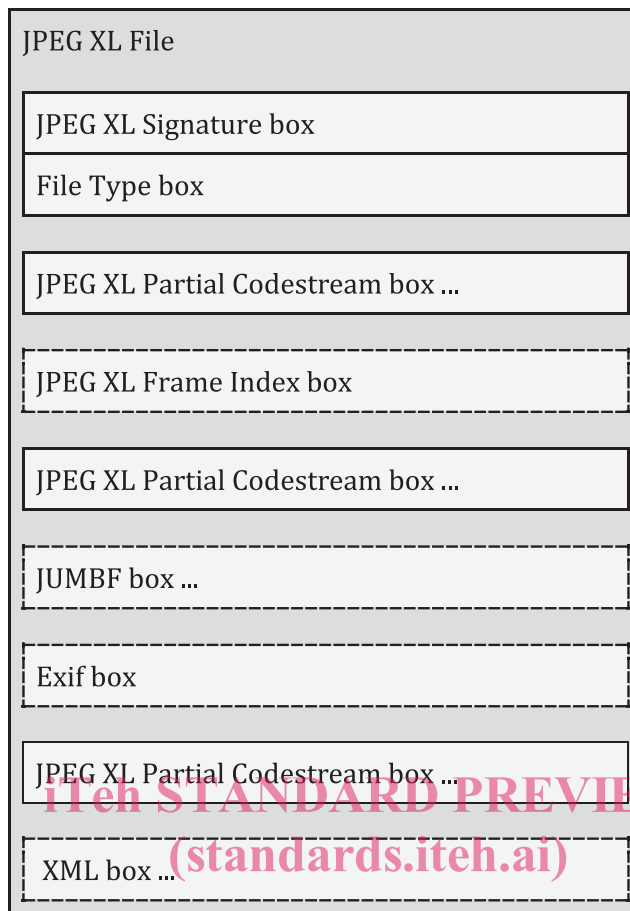 JPEG XL File
JPEG XL Signature box
File Type box
JPEG XL Partial Codestream box ...
JPEG XL Frame Index box
JPEG XL Partial Codestream box ...
JUMBF box ...
Exif box
JPEG XL Partial Codestream box ...
iTeh STANDARD
XML box ...
(standards.iteh.ai)